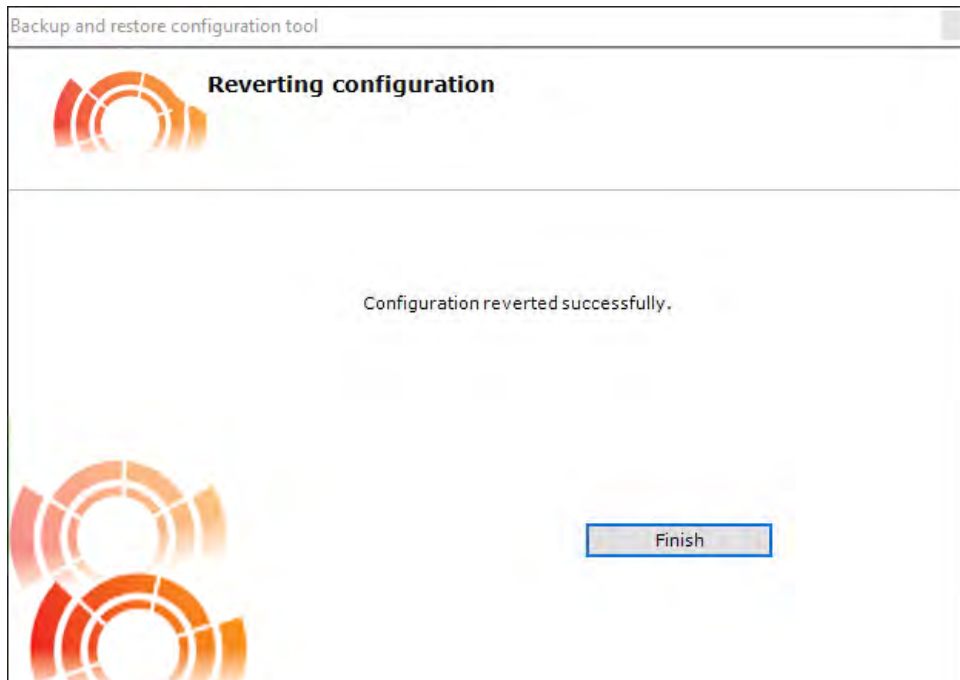 Backup and restore configuration tool
Reverting configuration
Configuration reverted successfully.
Finish